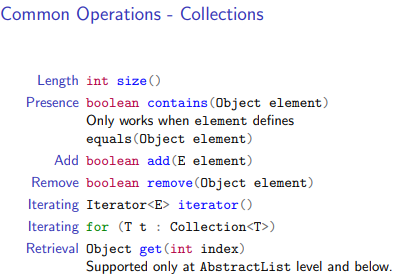 Common Operations - Collections
Length int size()
Presence boolean contains(Object element)
Only works when element defines
equals(Object element)
Add boolean add(E element)
Remove boolean remove(Object element)
Iterating Iterator<E> iterator()
Iterating for (T t : Collection<T>)
Retrieval Object get(int index)
Supported only at AbstractList level and below.